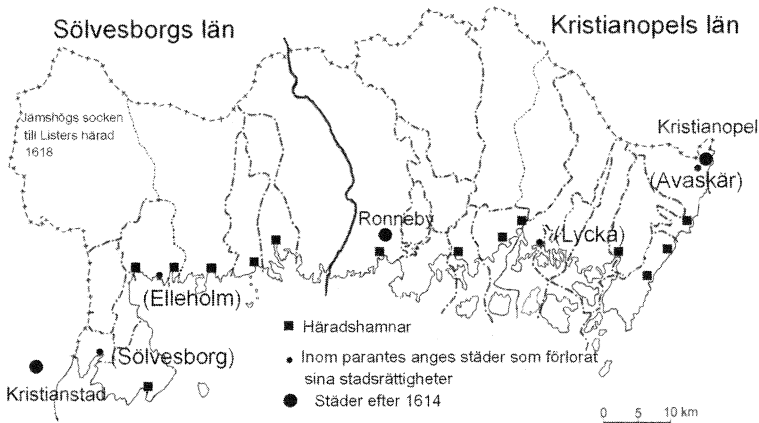 Sölvesborgs län
Kristianopels län
Jämshögs socken
till Listers härad
1618
Kristianopel
(Avaskär)
Ronneby
(Lyckå)
(Elleholm)
(Sölvesborg)
Kristianstad
Häradshamnar
Inom parantes anges städer som förlorat
sina stadsrättigheter
Städer efter 1614
0 5 10 km